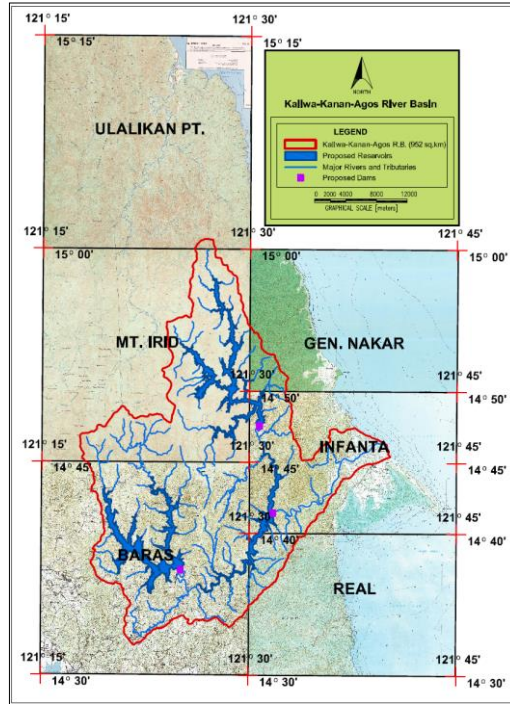 121° 15'
121° 30'
15° 15'
15° 15'
NORTH
Kaliwa-Kanan-Agos River Basin
LEGEND
Kaliwa-Kanan-Agos R.B. (952 sq.km)
Proposed Reservoirs
Major Rivers and Tributaries
Proposed Dams
0 2000 4000 8000 12000
GRAPHICAL SCALE [meters]
ULALIKAN PT.
121° 15'
121° 30'
121° 45'
15° 00'
15° 00'
15° 00'
MT. IRID
GEN. NAKAR
121° 30'
121° 45'
14° 50'
14° 50'
INFANTA
121° 15'
121° 30'
121° 45'
14° 45'
14° 45'
14° 45'
121° 30'
121° 45'
14° 40'
14° 40'
BARAS
REAL
121° 15'
121° 30'
121° 45'
14° 30'
14° 30'
14° 30'